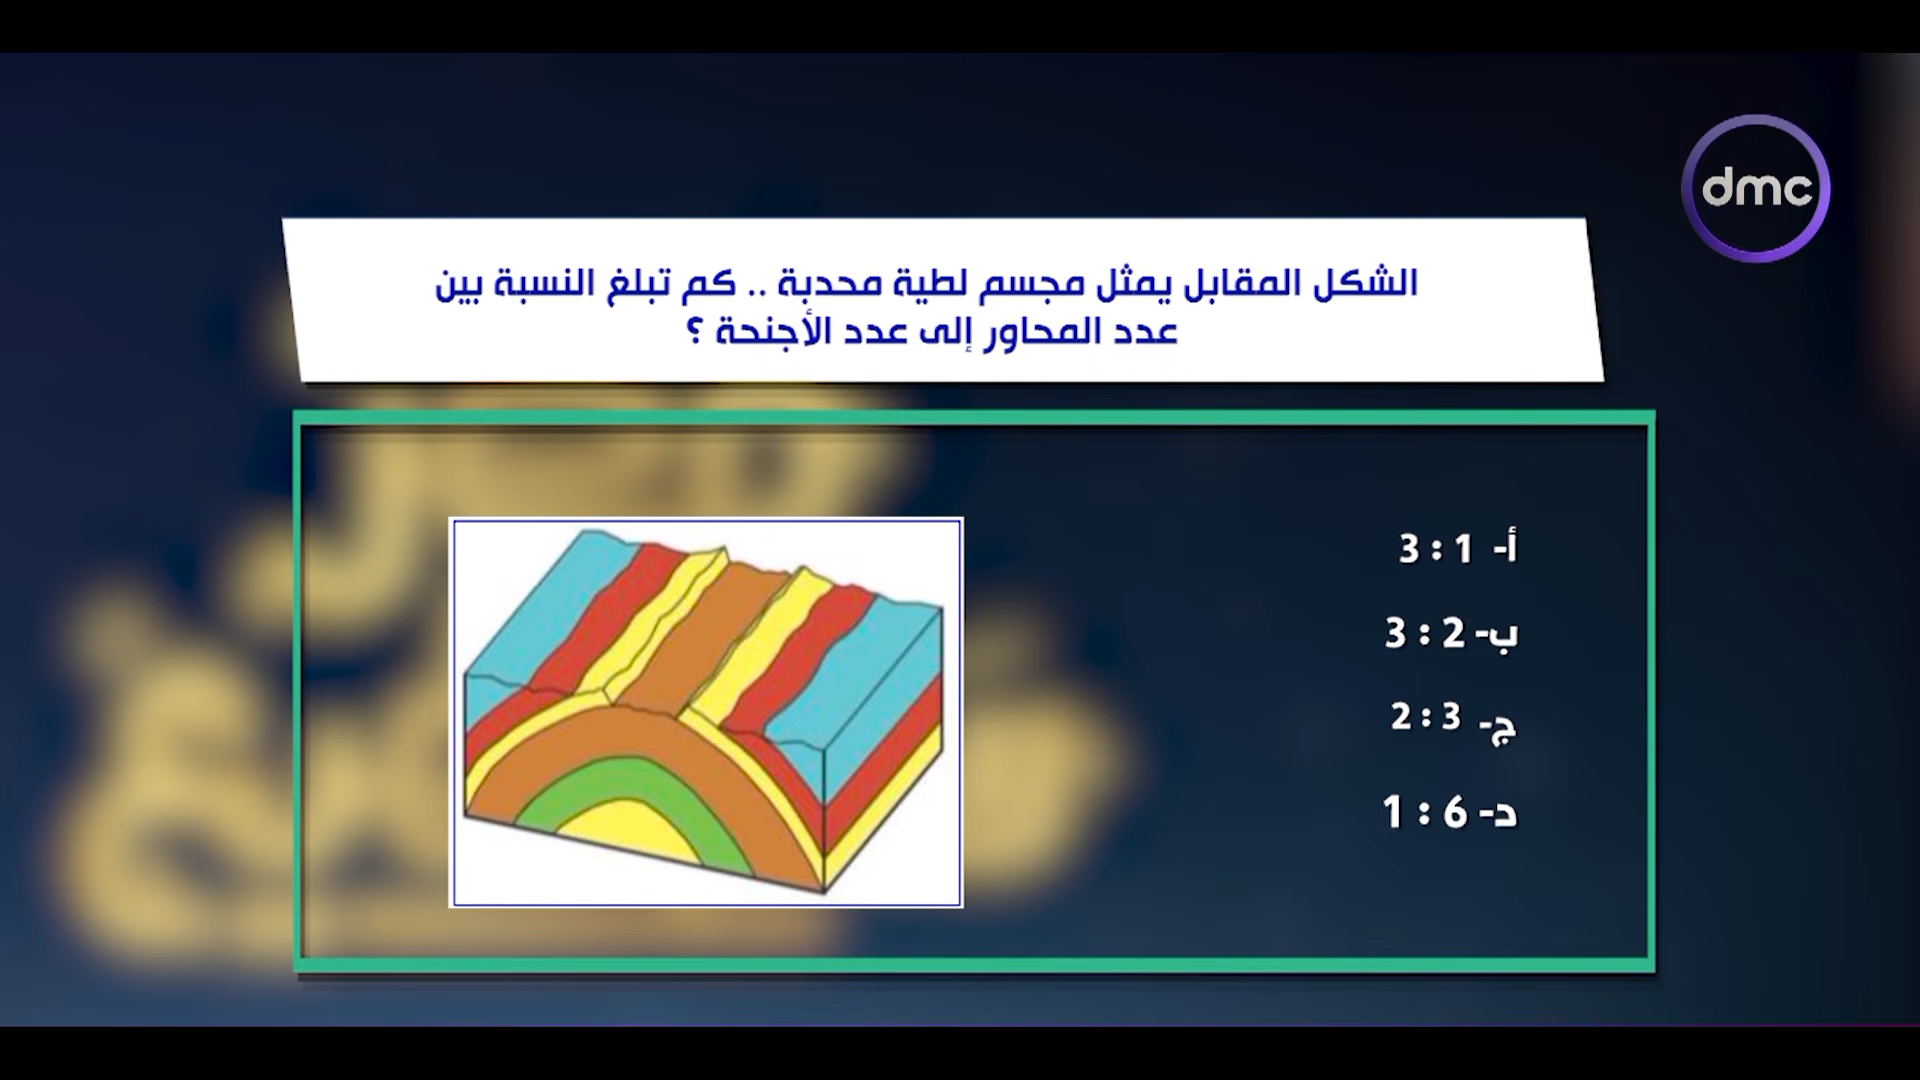 dmc
الشكل المقابل يمثل مجسم لطية محدبة .. كم تبلغ النسبة بين
عدد المحاور إلى عدد الأجنحة ؟
أ- 1 : 3
ب- 2 : 3
ج- 3 : 2
د- 6 : 1